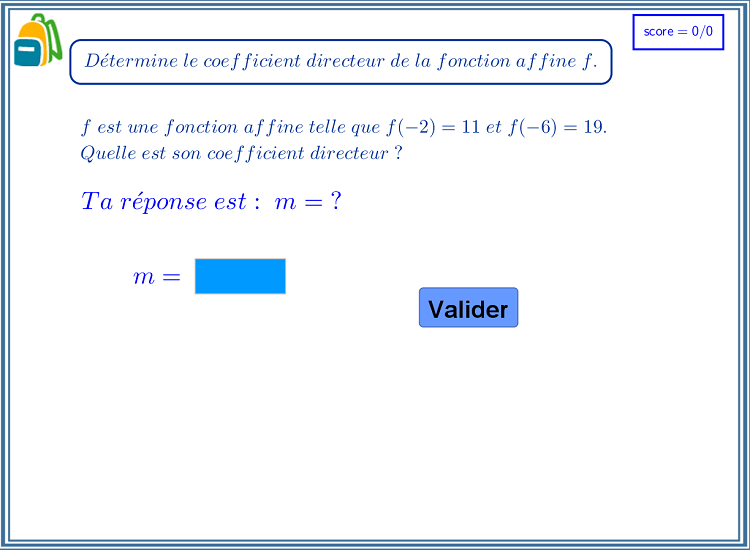 score = 0/0
Détermine le coefficient directeur de la fonction affine f.
f est une fonction affine telle que f(−2) = 11 et f(−6) = 19.
Quelle est son coefficient directeur ?
Ta réponse est : m = ?
m =
Valider